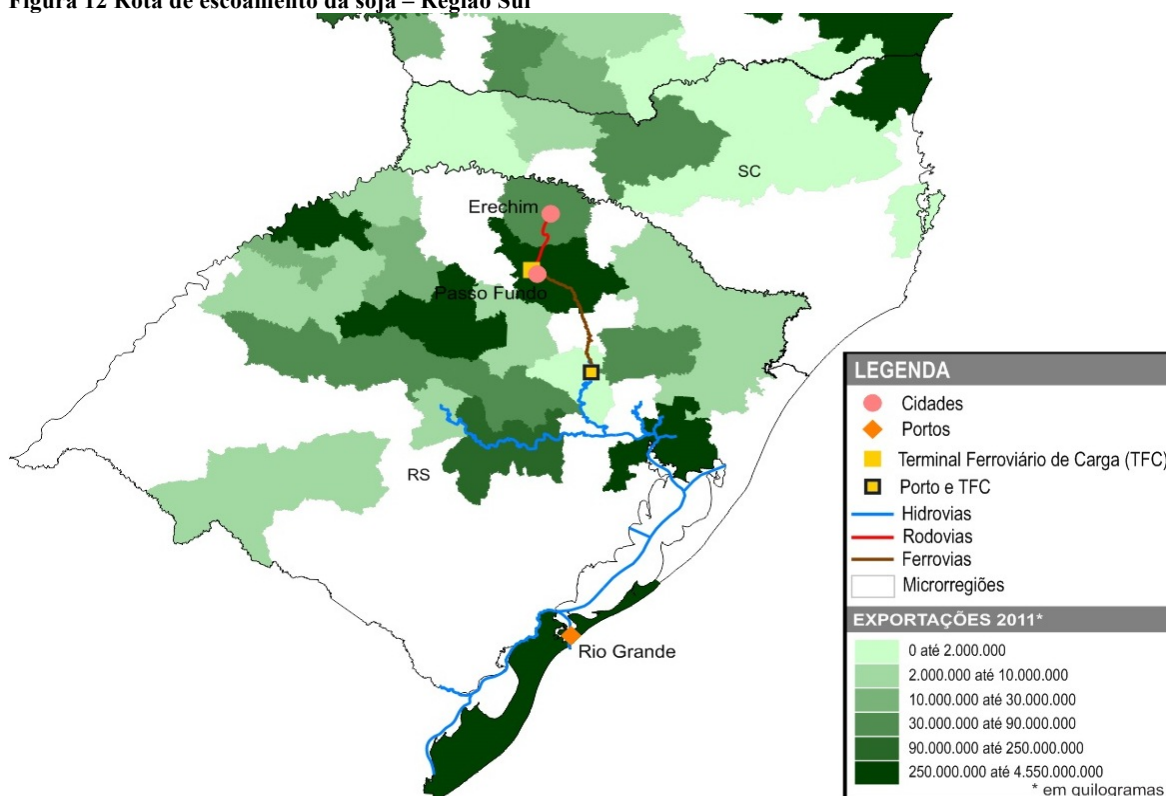 Figura 12 Rota de escoamento da soja – Região Sul
SC
Erechim
Passo Fundo
RS
Rio Grande
LEGENDA
Cidades
Portos
Terminal Ferroviário de Carga (TFC)
Porto e TFC
Hidrovias
Rodovias
Ferrovias
Microrregiões
EXPORTAÇÕES 2011*
0 até 2.000.000
2.000.000 até 10.000.000
10.000.000 até 30.000.000
30.000.000 até 90.000.000
90.000.000 até 250.000.000
250.000.000 até 4.550.000.000
* em quilogramas